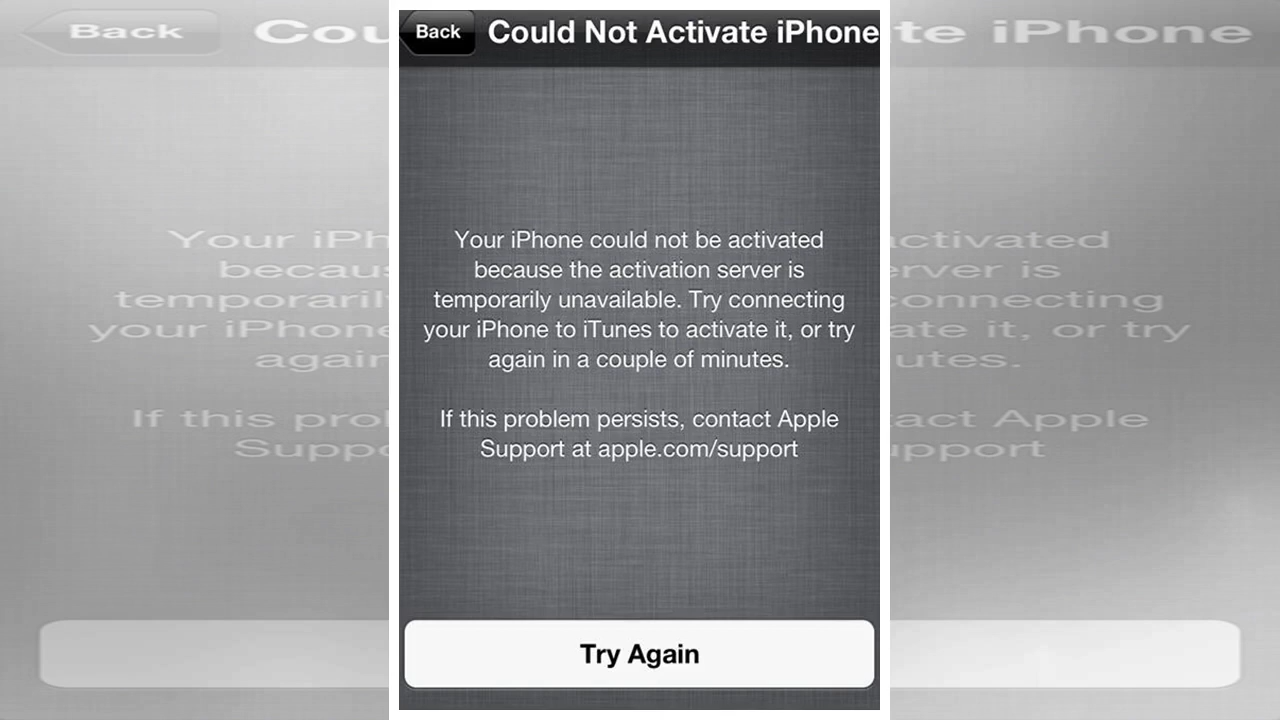 Back
Could Not Activate iPhone
Your iPhone could not be activated
because the activation server is
temporarily unavailable. Try connecting
your iPhone to iTunes to activate it, or try
again in a couple of minutes.
If this problem persists, contact Apple
Support at apple.com/support
Try Again